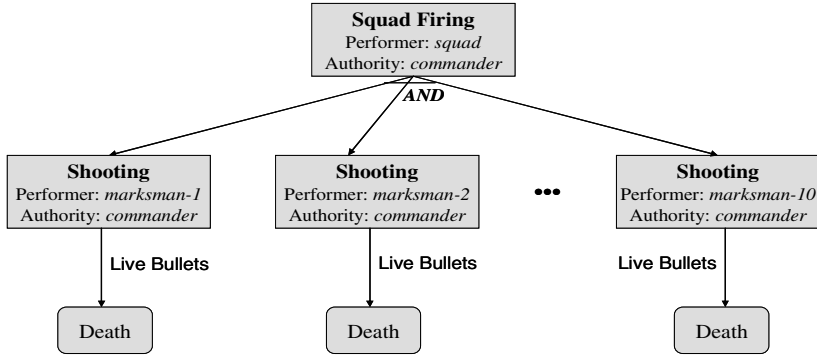 Squad Firing
Performer: squad
Authority: commander
AND
Shooting
Performer: marksman-1
Authority: commander
Shooting
Performer: marksman-2
Authority: commander
•••
Shooting
Performer: marksman-10
Authority: commander
Live Bullets
Live Bullets
Live Bullets
Death
Death
Death